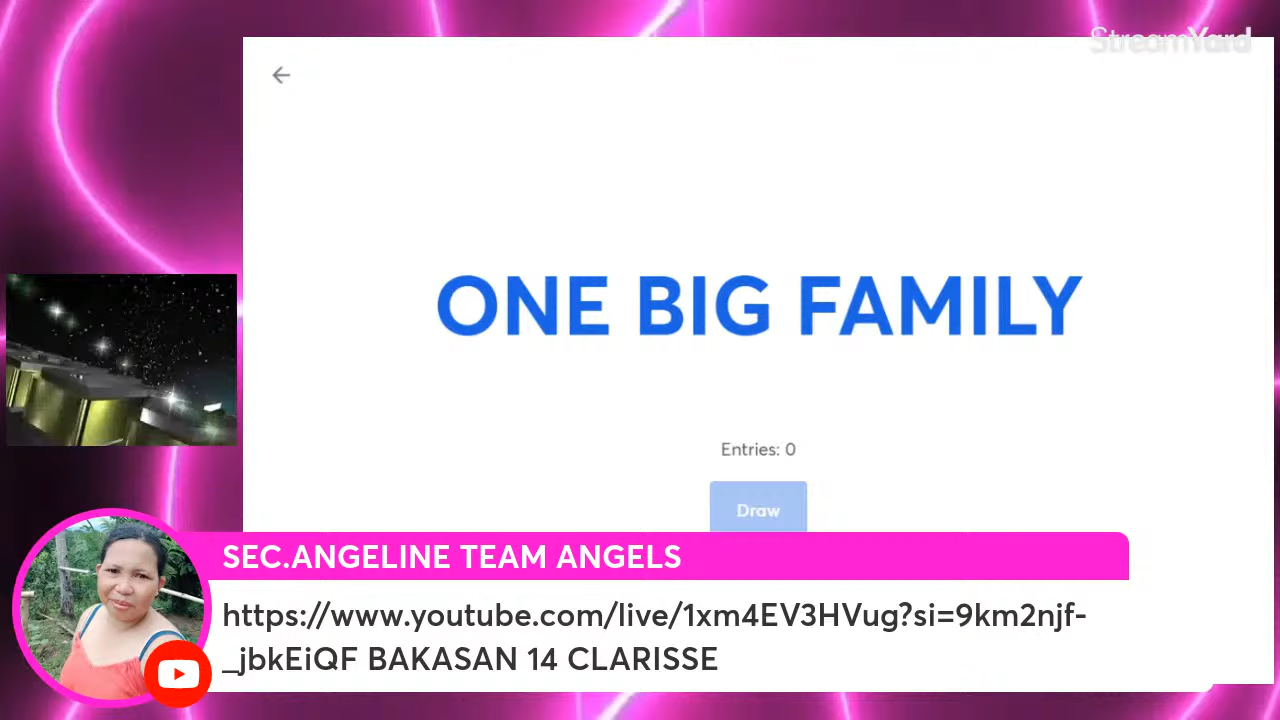 StreamYard
ONE BIG FAMILY
Entries: 0
Draw
SEC.ANGELINE TEAM ANGELS
https://www.youtube.com/live/1xm4EV3HVug?si=9km2njf-
_jbkEiQF BAKASAN 14 CLARISSE